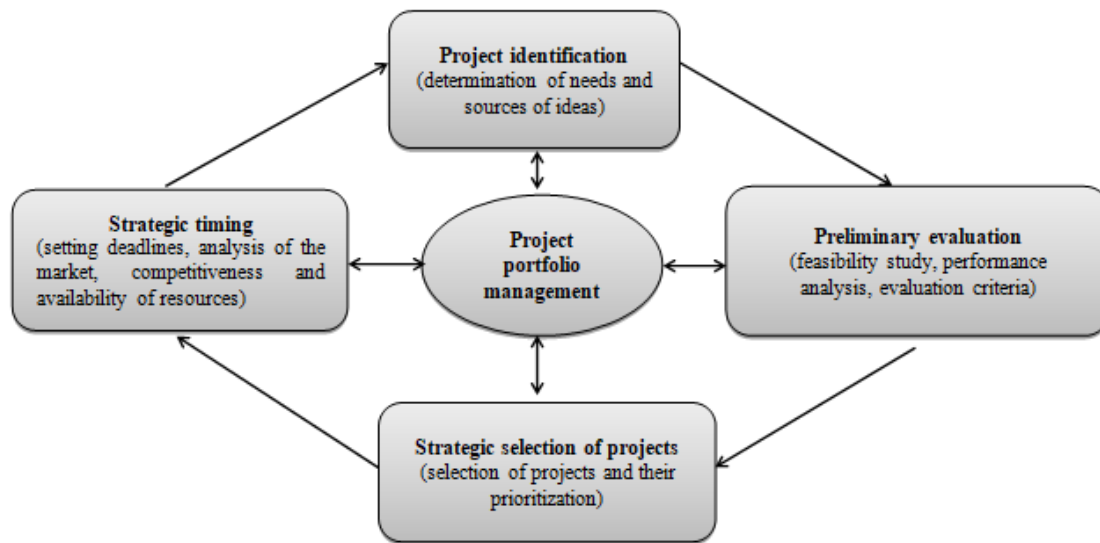 Project identification
(determination of needs and
sources of ideas)
Strategic timing
(setting deadlines, analysis of the
market, competitiveness and
availability of resources)
Project
portfolio
management
Preliminary evaluation
(feasibility study, performance
analysis, evaluation criteria)
Strategic selection of projects
(selection of projects and their
prioritization)